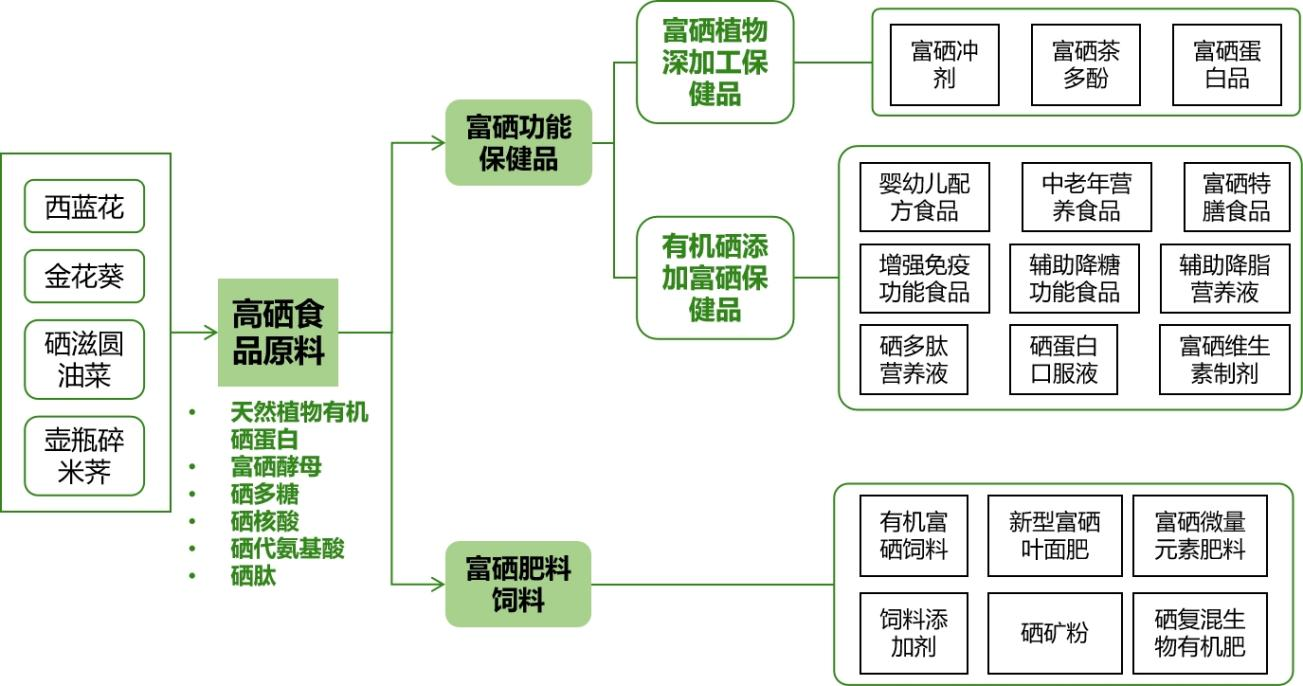 西蓝花
金花葵
硒滋圆
油菜
壶瓶碎
米荠
高硒食
品原料
• 天然植物有机
硒蛋白
• 富硒酵母
• 硒多糖
• 硒核酸
• 硒代氨基酸
• 硒肽
富硒功能
保健品
富硒植物
深加工保
健品
富硒冲
剂
富硒茶
多酚
富硒蛋
白品
有机硒添
加富硒保
健品
婴幼儿配
方食品
中老年营
养食品
富硒特
膳食品
增强免疫
功能食品
辅助降糖
功能食品
辅助降脂
营养液
硒多肽
营养液
硒蛋白
口服液
富硒维生
素制剂
富硒肥料
饲料
有机富
硒饲料
新型富硒
叶面肥
富硒微量
元素肥料
饲料添
加剂
硒矿粉
硒复混生
物有机肥